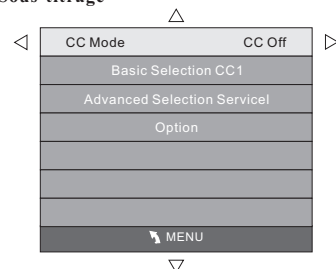 Sous-titrage
CC Mode CC Off
Basic Selection CC1
Advanced Selection Servicel
Option
MENU